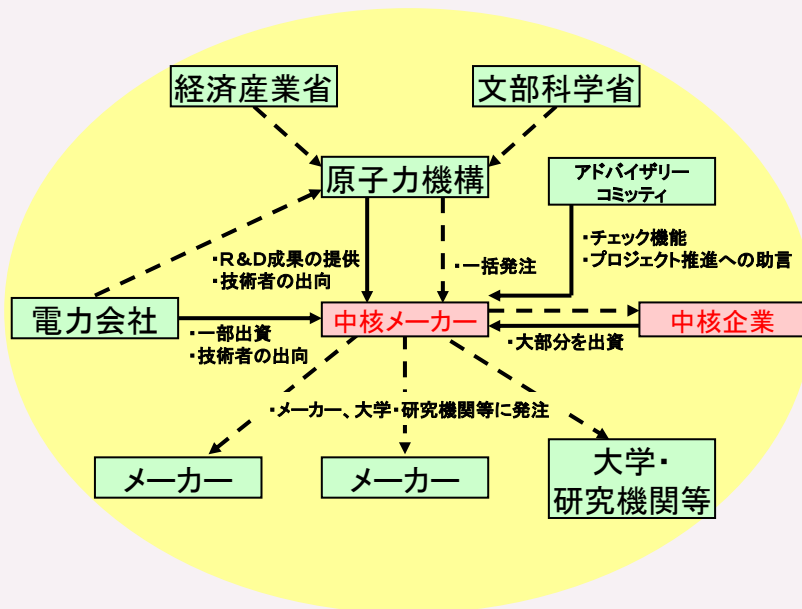 経済産業省
文部科学省
原子力機構
アドバイザリー
コミッティ
・R&D成果の提供
・技術者の出向
・一括発注
・チェック機能
・プロジェクト推進への助言
電力会社
・一部出資
・技術者の出向
中核メーカー
・大部分を出資
中核企業
・メーカー、大学・研究機関等に発注
メーカー
メーカー
大学・
研究機関等